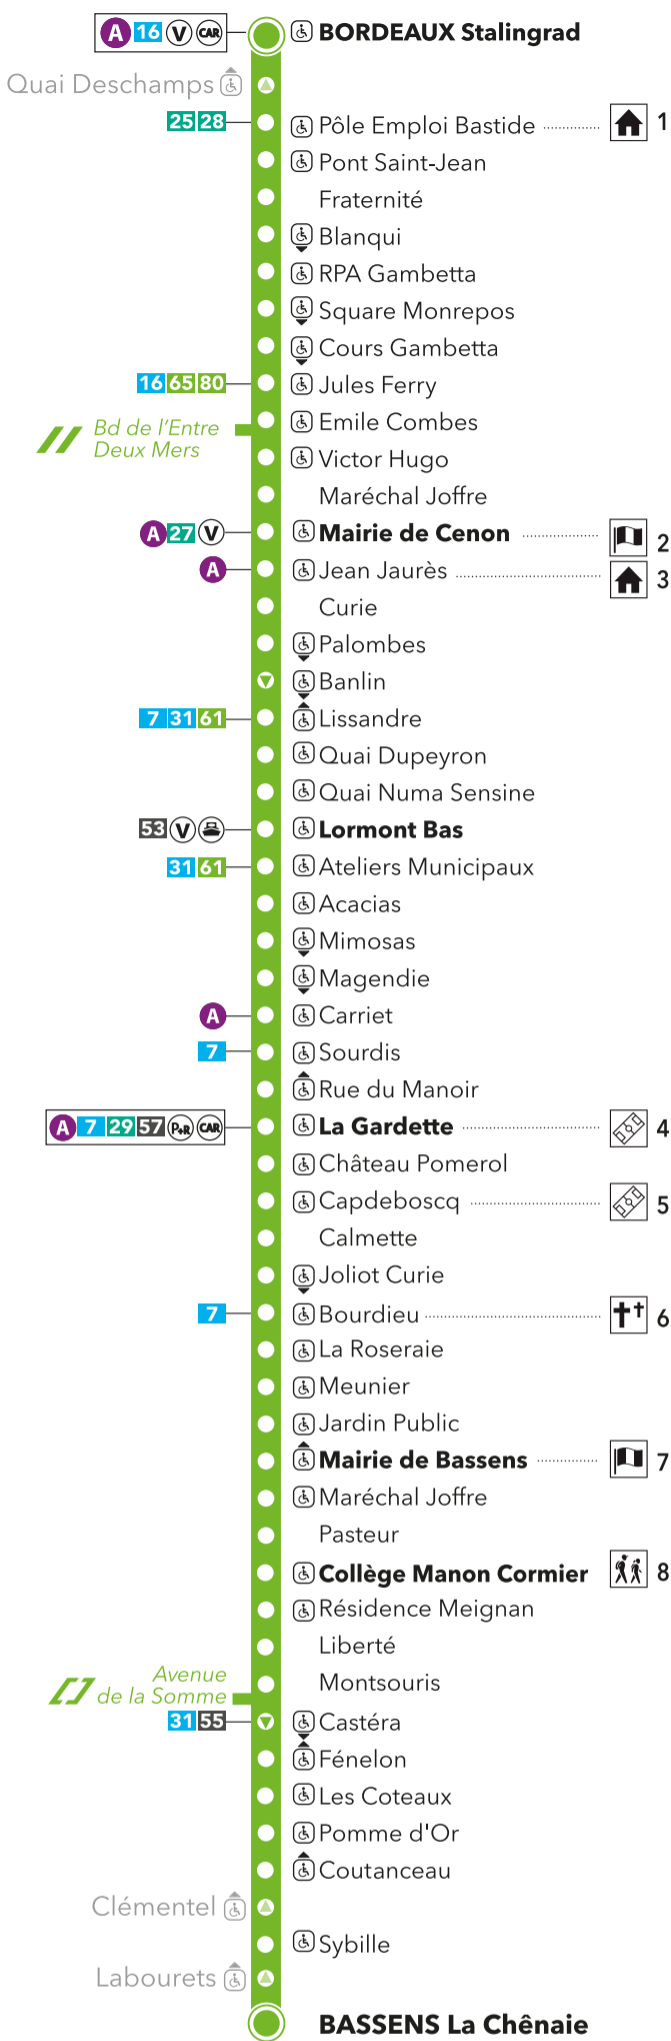 A 16 V CAR BORDEAUX Stalingrad
Quai Deschamps
25 28 Pôle Emploi Bastide 1
Pont Saint-Jean
Fraternité
Blanqui
RPA Gambetta
Square Monrepos
Cours Gambetta
16 65 80 Jules Ferry
Bd de l'Entre
Deux Mers
Emile Combes
Victor Hugo
Maréchal Joffre
A 27 V Mairie de Cenon 2
A Jean Jaurès 3
Curie
Palombes
Banlin
7 31 61 Lissandre
Quai Dupeyron
Quai Numa Sensine
53 V Lormont Bas
31 61 Ateliers Municipaux
Acacias
Mimosas
Magendie
A Carriet
7 Sourdis
Rue du Manoir
A 7 29 57 P+R CAR La Gardette 4
Château Pomerol
Capdeboscq 5
Calmette
Joliot Curie
7 Bourdieu 6
La Roseraie
Meunier
Jardin Public
Mairie de Bassens 7
Maréchal Joffre
Pasteur
Collège Manon Cormier 8
Résidence Meignan
Liberté
Montsouris
Avenue
de la Somme
31 55 Castéra
Fénelon
Les Coteaux
Pomme d'Or
Coutanceau
Clémentel
Sybille
Labourets
BASSENS La Chênaie